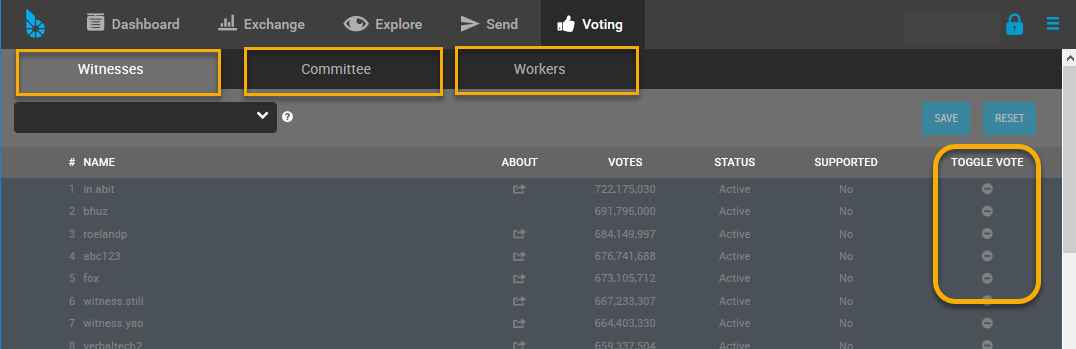 Dashboard Exchange Explore Send Voting
Witnesses Committee Workers
SAVE RESET
# NAME ABOUT VOTES STATUS SUPPORTED TOGGLE VOTE
1 in.abit 722,175,030 Active No
2 bhuz 691,796,000 Active No
3 roelandp 684,149,997 Active No
4 abc123 676,741,688 Active No
5 fox 673,105,712 Active No
6 witness.still 667,233,307 Active No
7 witness.yao 664,403,330 Active No
8 verbaltech2 659,337,504 Active No